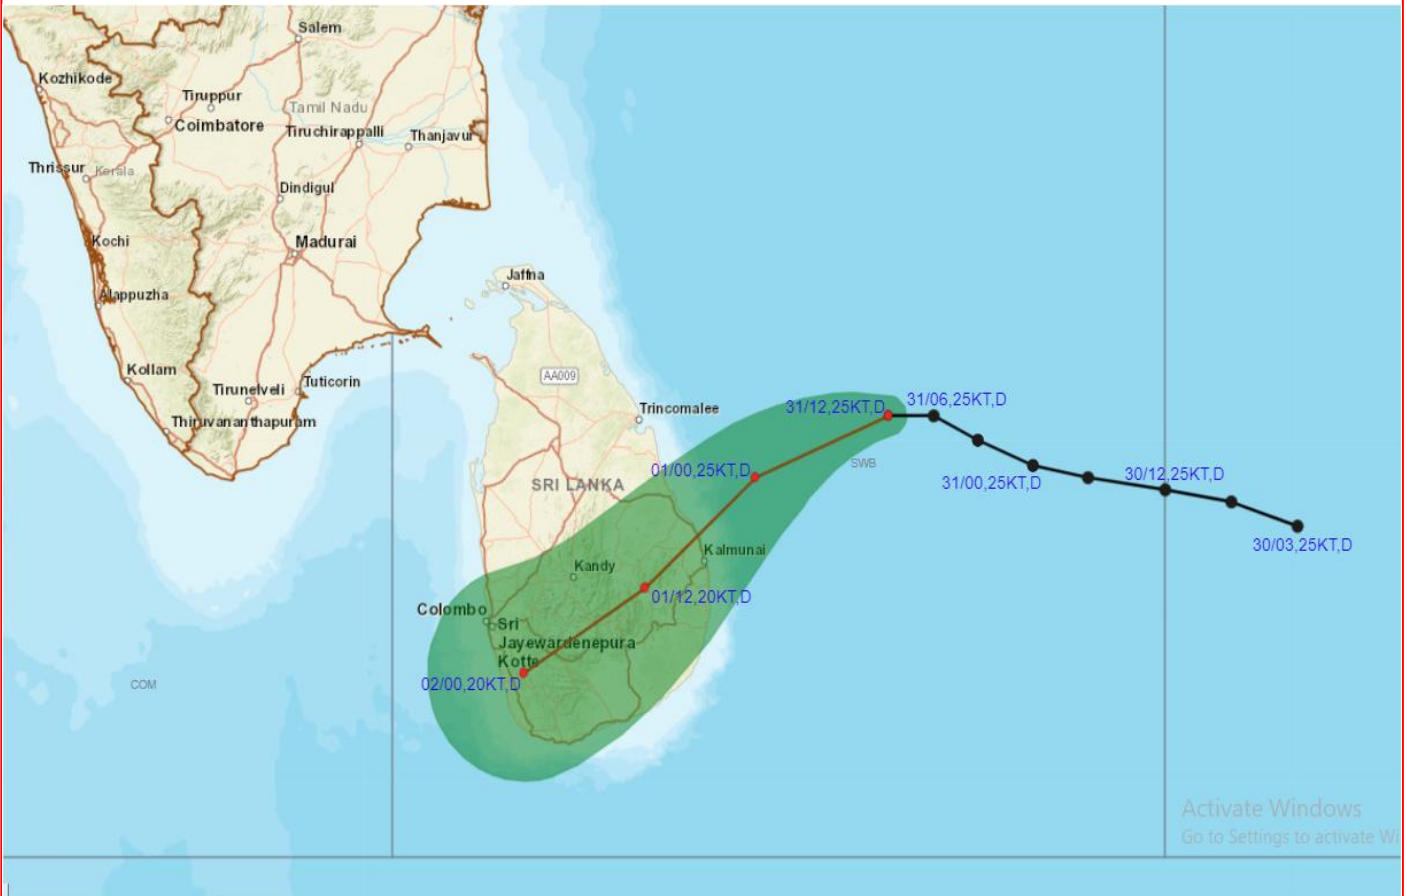 Salem
Kozhikode
Tiruppur
Tamil Nadu
Coimbatore
Tiruchirappalli
Thanjavur
Thrissur
Kerala
Dindigul
Kochi
Madurai
Jaffna
Alappuzha
Kollam
AA009
Tirunelveli
Tuticorin
Thiruvananthapuram
Trincomalee
31/12,25KT,D
31/06,25KT,D
01/00,25KT,D
SWB
30/12,25KT,D
31/00,25KT,D
SRI LANKA
30/03,25KT,D
Kalmunai
Kandy
01/12,20KT,D
Colombo
Sri
Jayewardenepura
Kotte
02/00,20KT,D
COM
Activate Windows
Go to Settings to activate Wi